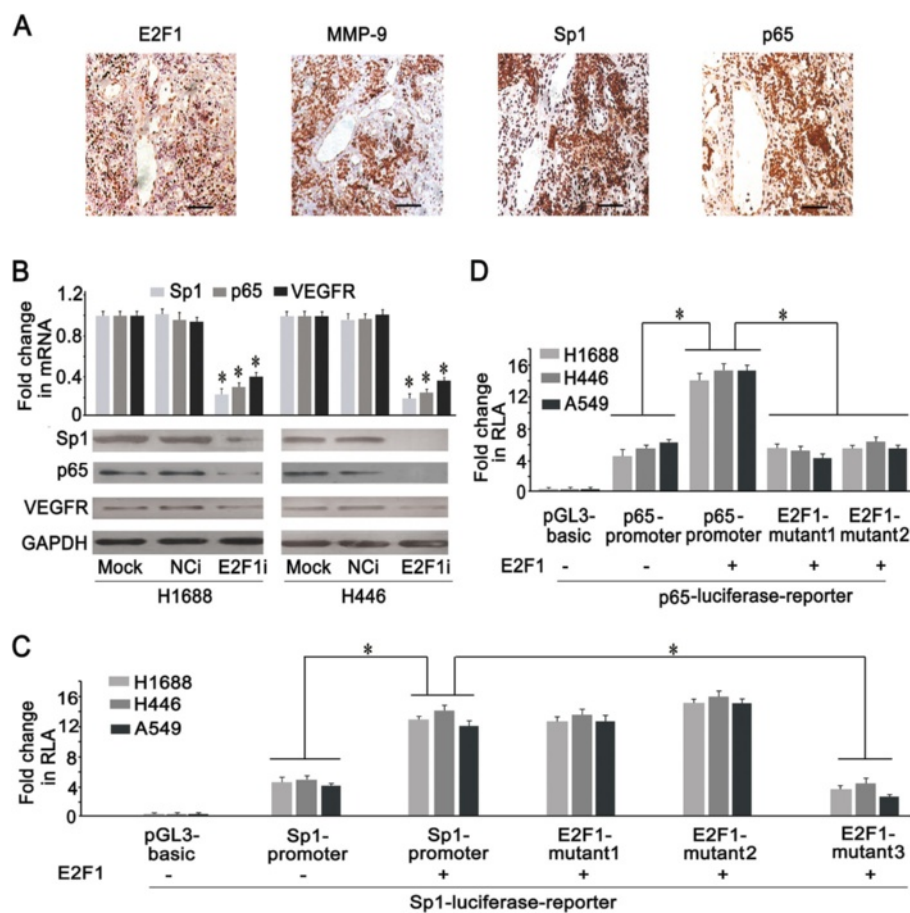 A
E2F1 MMP-9 Sp1 p65
B
Sp1 p65 VEGFR
Fold change in mRNA
1.2
0.8
0.4
0
* * * * * *
Sp1
p65
VEGFR
GAPDH
Mock NCi E2F1i Mock NCi E2F1i
H1688 H446
D
* *
H1688
H446
A549
Fold change in RLA
16
12
8
4
0
pGL3-basic p65-promoter p65-promoter E2F1-mutant1 E2F1-mutant2
E2F1 - - + + +
p65-luciferase-reporter
C
* *
H1688
H446
A549
Fold change in RLA
16
12
8
4
0
pGL3-basic Sp1-promoter Sp1-promoter E2F1-mutant1 E2F1-mutant2 E2F1-mutant3
E2F1 - - + + + +
Sp1-luciferase-reporter